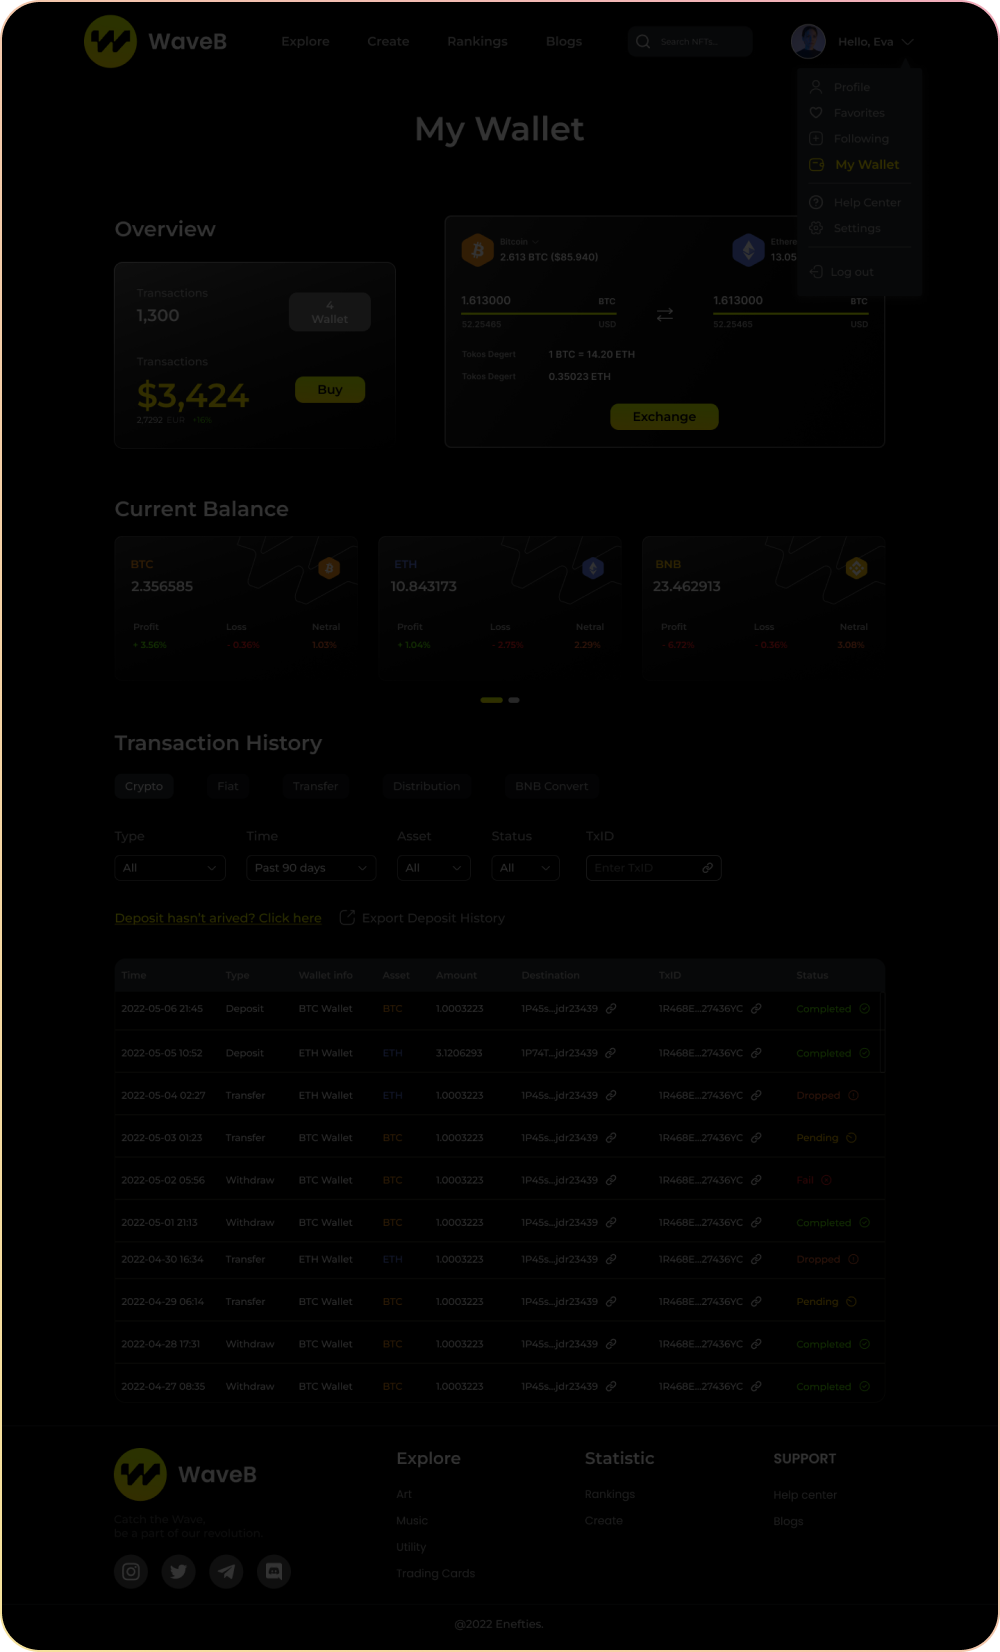 WaveB
Explore Create Rankings Blogs Search NFTs... Hello, Eva
Profile
Favorites
Following
My Wallet
Help Center
Settings
Log out
My Wallet
Overview
Transactions
1,300
4
Wallet
Transactions
$3,424
2,7292 EUR +16%
Buy
Bitcoin
2.613 BTC ($85.940)
Ethere
13.05
1.613000 BTC
52.25465 USD
1.613000 BTC
52.25465 USD
Tokos Degert 1 BTC = 14.20 ETH
Tokos Degert 0.35023 ETH
Exchange
Current Balance
BTC
2.356585
Profit Loss Netral
+ 3.56% - 0.36% 1.03%
ETH
10.843173
Profit Loss Netral
+ 1.04% - 2.75% 2.29%
BNB
23.462913
Profit Loss Netral
- 6.72% - 0.36% 3.08%
Transaction History
Crypto Fiat Transfer Distribution BNB Convert
Type Time Asset Status TxID
All Past 90 days All All Enter TxID
Deposit hasn't arived? Click here Export Deposit History
Time Type Wallet info Asset Amount Destination TxID Status
2022-05-06 21:45 Deposit BTC Wallet BTC 1.0003223 1P45s...jdr23439 1R468E...27436YC Completed
2022-05-05 10:52 Deposit ETH Wallet ETH 3.1206293 1P74T...jdr23439 1R468E...27436YC Completed
2022-05-04 02:27 Transfer ETH Wallet ETH 1.0003223 1P45s...jdr23439 1R468E...27436YC Dropped
2022-05-03 01:23 Transfer BTC Wallet BTC 1.0003223 1P45s...jdr23439 1R468E...27436YC Pending
2022-05-02 05:56 Withdraw BTC Wallet BTC 1.0003223 1P45s...jdr23439 1R468E...27436YC Fail
2022-05-01 21:13 Withdraw BTC Wallet BTC 1.0003223 1P45s...jdr23439 1R468E...27436YC Completed
2022-04-30 16:34 Transfer ETH Wallet ETH 1.0003223 1P45s...jdr23439 1R468E...27436YC Dropped
2022-04-29 06:14 Transfer BTC Wallet BTC 1.0003223 1P45s...jdr23439 1R468E...27436YC Pending
2022-04-28 17:31 Withdraw BTC Wallet BTC 1.0003223 1P45s...jdr23439 1R468E...27436YC Completed
2022-04-27 08:35 Withdraw BTC Wallet BTC 1.0003223 1P45s...jdr23439 1R468E...27436YC Completed
WaveB
Catch the Wave,
be a part of our revolution.
Explore
Art
Music
Utility
Trading Cards
Statistic
Rankings
Create
SUPPORT
Help center
Blogs
@2022 Enefties.